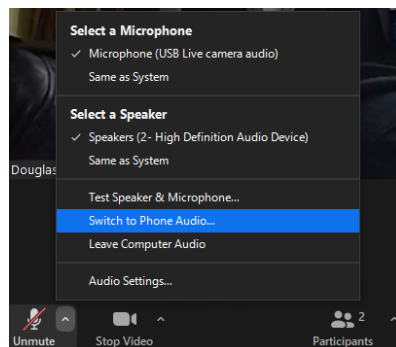 Select a Microphone
Microphone (USB Live camera audio)
Same as System
Select a Speaker
Speakers (2- High Definition Audio Device)
Same as System
Douglas
Test Speaker & Microphone...
Switch to Phone Audio...
Leave Computer Audio
Audio Settings...
2
Unmute Stop Video Participants